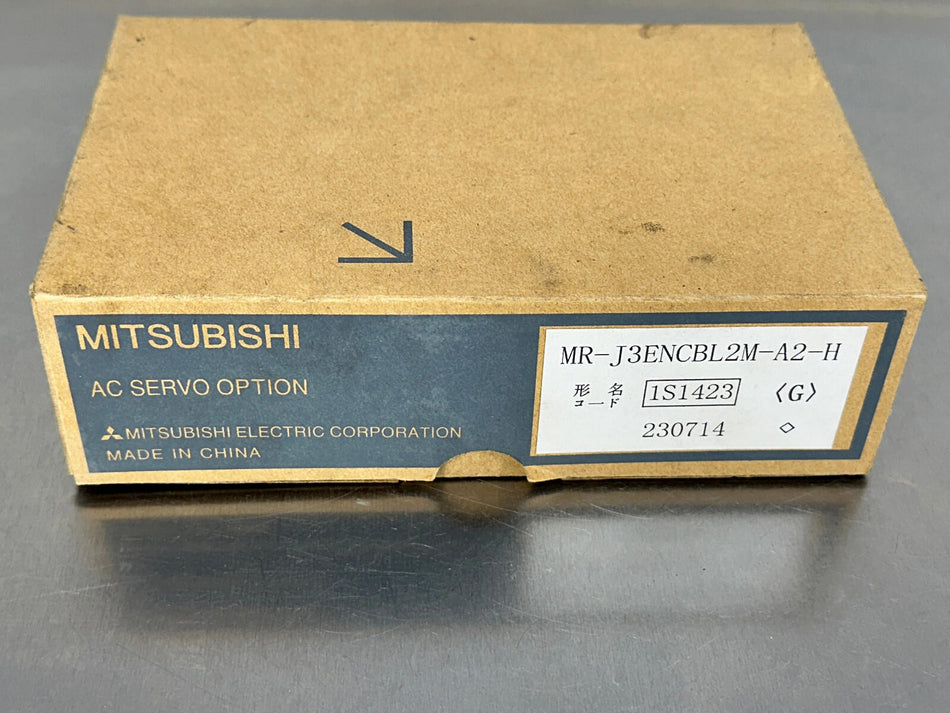 MITSUBISHI
AC SERVO OPTION
MITSUBISHI ELECTRIC CORPORATION
MADE IN CHINA
MR-J3ENCBL2M-A2-H
形名
コード 1S1423 〈G〉
230714 ◇